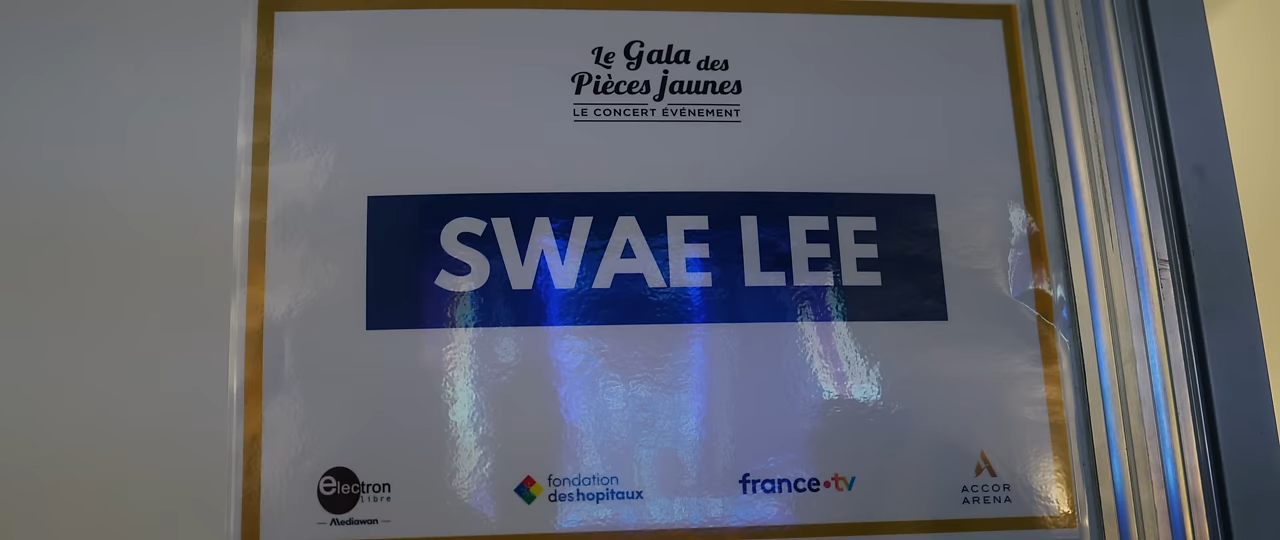 Le Gala des
Pièces Jaunes
LE CONCERT ÉVÉNEMENT
SWAE LEE
electron
libre
Mediawan
fondation
des hopitaux
france•tv
ACCOR
ARENA